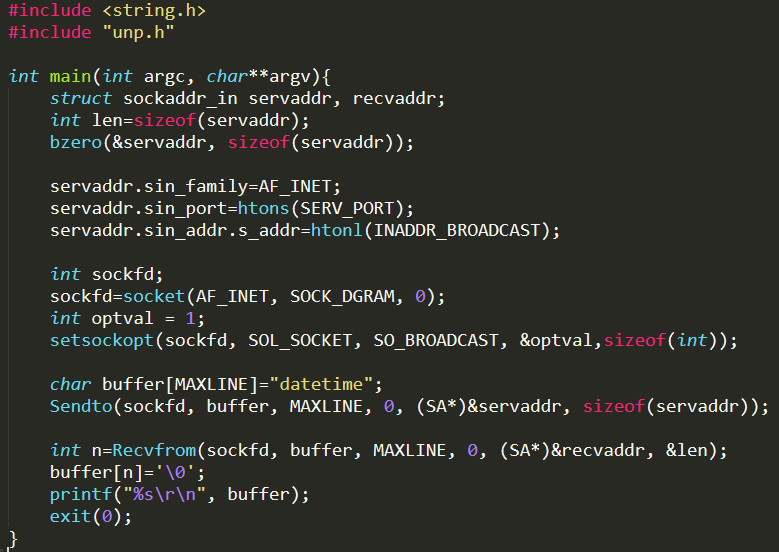 #include <string.h>
#include "unp.h"
int main(int argc, char**argv){
struct sockaddr_in servaddr, recvaddr;
int len=sizeof(servaddr);
bzero(&servaddr, sizeof(servaddr));
servaddr.sin_family=AF_INET;
servaddr.sin_port=htons(SERV_PORT);
servaddr.sin_addr.s_addr=htonl(INADDR_BROADCAST);
int sockfd;
sockfd=socket(AF_INET, SOCK_DGRAM, 0);
int optval = 1;
setsockopt(sockfd, SOL_SOCKET, SO_BROADCAST, &optval,sizeof(int));
char buffer[MAXLINE]="datetime";
Sendto(sockfd, buffer, MAXLINE, 0, (SA*)&servaddr, sizeof(servaddr));
int n=Recvfrom(sockfd, buffer, MAXLINE, 0, (SA*)&recvaddr, &len);
buffer[n]='\0';
printf("%s\r\n", buffer);
exit(0);
}